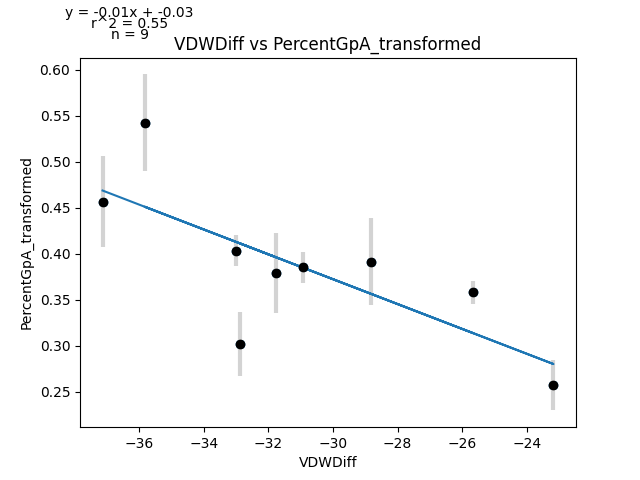 y = -0.01x + -0.03
r^2 = 0.55
n = 9
VDWDiff vs PercentGpA_transformed
0.60
0.55
0.50
0.45
0.40
0.35
0.30
0.25
PercentGpA_transformed
−36
−34
−32
−30
−28
−26
−24
VDWDiff